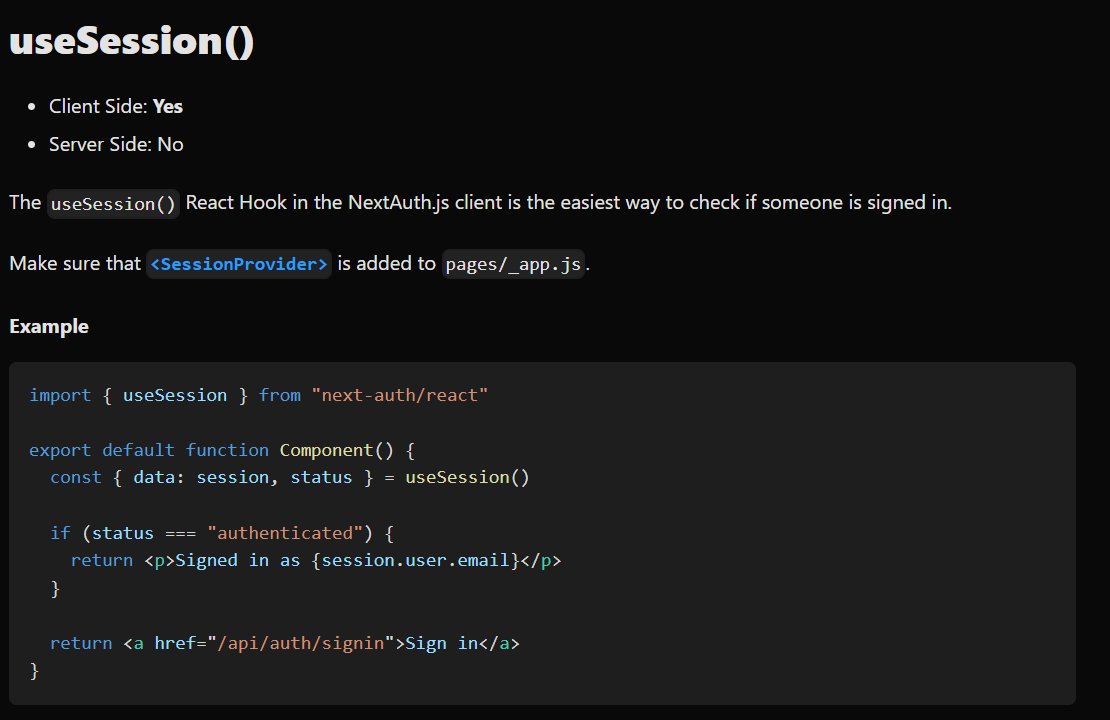 useSession()
Client Side: Yes
Server Side: No
The useSession() React Hook in the NextAuth.js client is the easiest way to check if someone is signed in.
Make sure that <SessionProvider> is added to pages/_app.js.
Example
import { useSession } from "next-auth/react"
export default function Component() {
  const { data: session, status } = useSession()
  if (status === "authenticated") {
    return <p>Signed in as {session.user.email}</p>
  }
  return <a href="/api/auth/signin">Sign in</a>
}